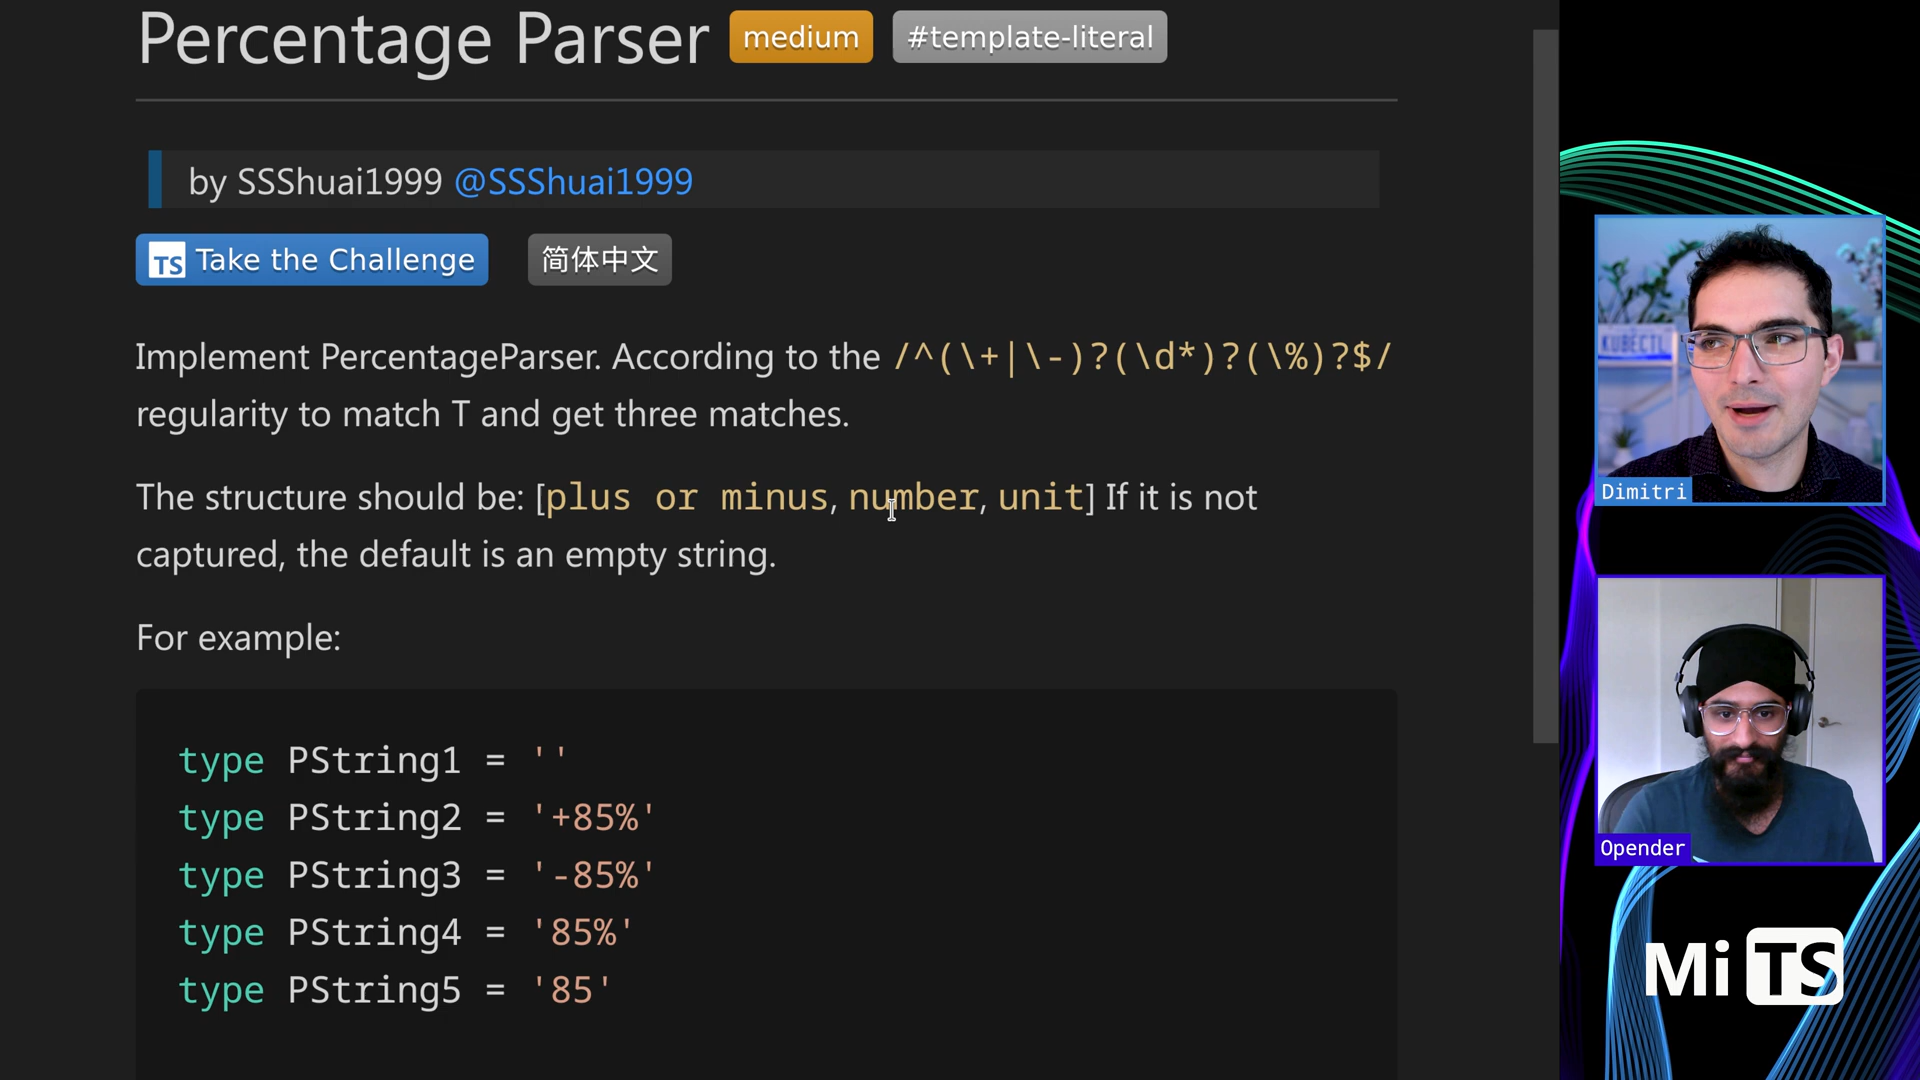 Percentage Parser medium #template-literal
by SSShuai1999 @SSShuai1999
TS Take the Challenge 简体中文
Implement PercentageParser. According to the /^(\+|\-)?(\d*)?(\%)?$/
regularity to match T and get three matches.
The structure should be: [plus or minus, number, unit] If it is not
captured, the default is an empty string.
For example:
type PString1 = ''
type PString2 = '+85%'
type PString3 = '-85%'
type PString4 = '85%'
type PString5 = '85'
KUBECTL
Dimitri
Opender
Mi TS